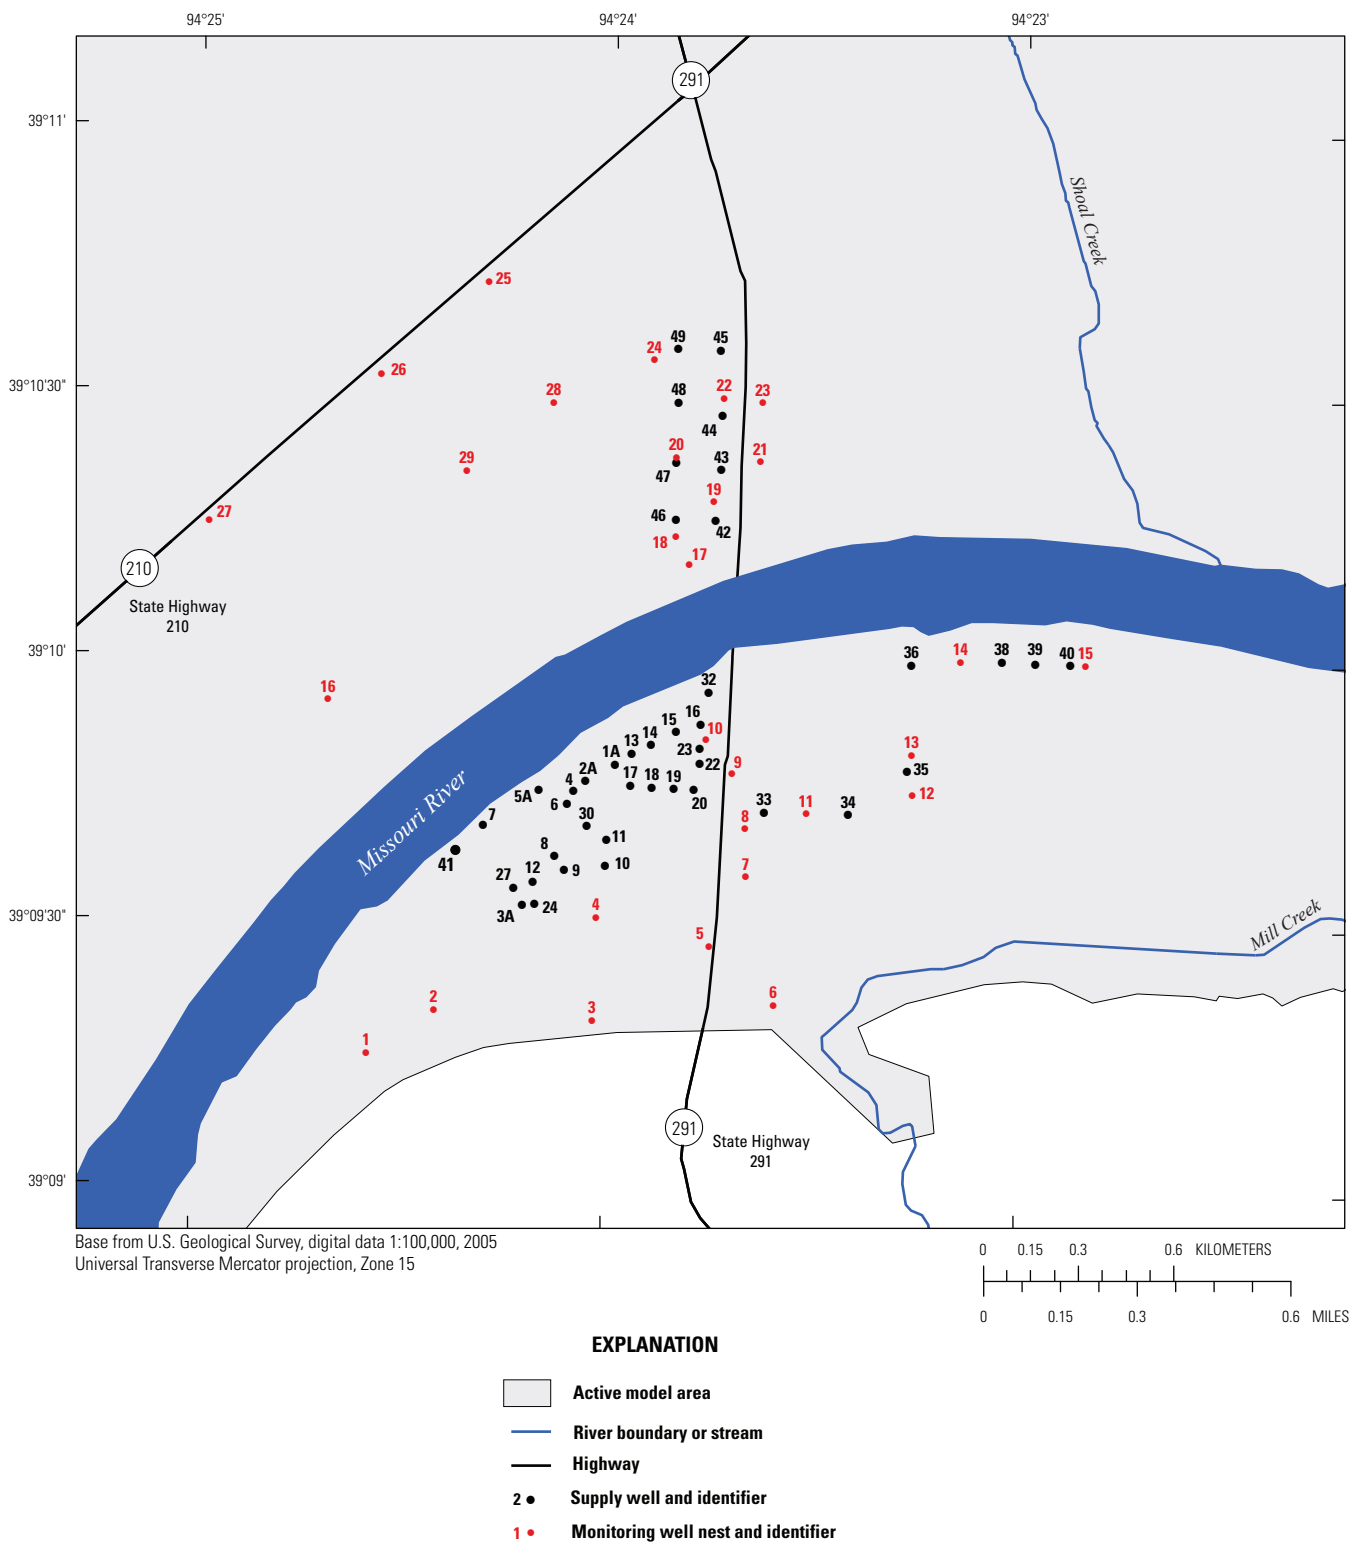 94°25' 94°24' 94°23'
291
39°11'
Shoal Creek
25
49 45
24
26
39°10'30"
28 48 22 23
44
20 43 21
29 47
19
27 46 42
18 17
210
State Highway
210
39°10'
36 14 38 39 40 15
16 32
16
15 10
14
13 23
1A 22 9 13
2A 17 18 19 20 35
4 12
5A 6 33 11 34
7 30 8
Missouri River
41 11
8 9 10 7
27 12
3A 24 4
39°09'30"
5
Mill Creek
2 3 6
1
291
State Highway
291
39°09'
Base from U.S. Geological Survey, digital data 1:100,000, 2005
Universal Transverse Mercator projection, Zone 15
0 0.15 0.3 0.6 KILOMETERS
0 0.15 0.3 0.6 MILES
EXPLANATION
Active model area
River boundary or stream
Highway
2 Supply well and identifier
1 Monitoring well nest and identifier